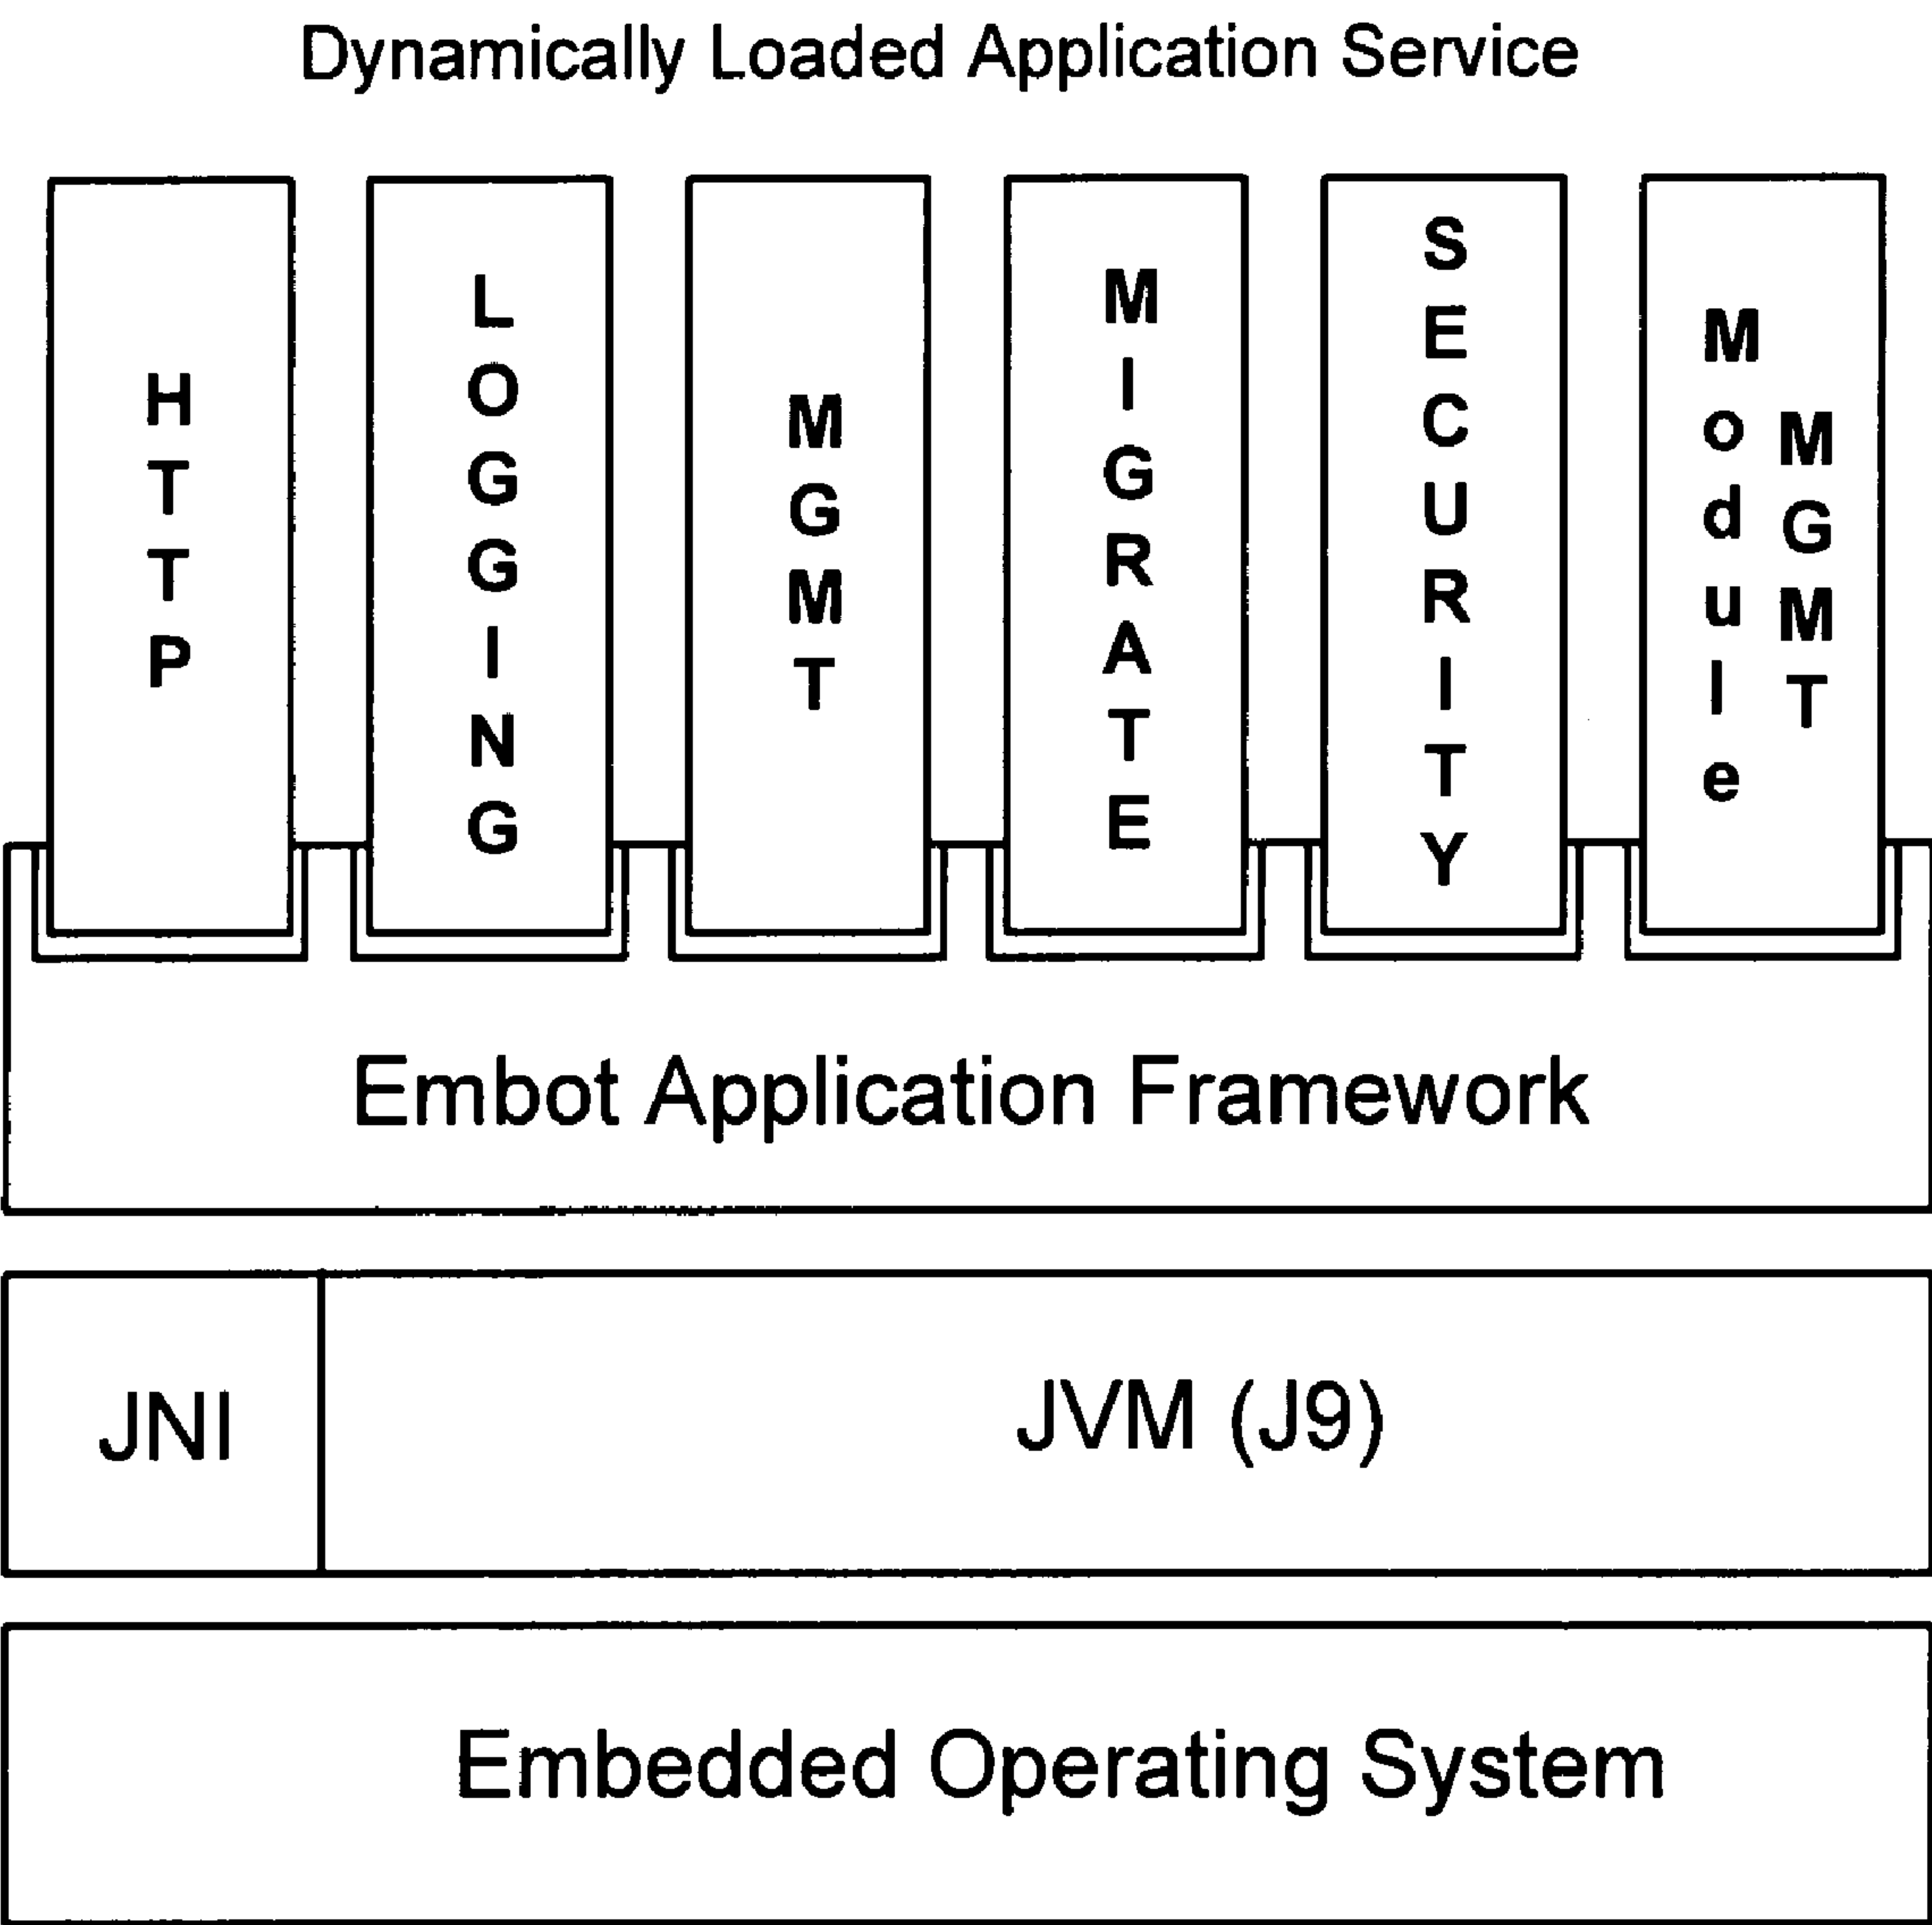 Dynamically Loaded Application Service
HTTP
LOGGING
MGMT
MIGRATE
SECURITY
Module
MGMT
Embot Application Framework
JNI
JVM (J9)
Embedded Operating System